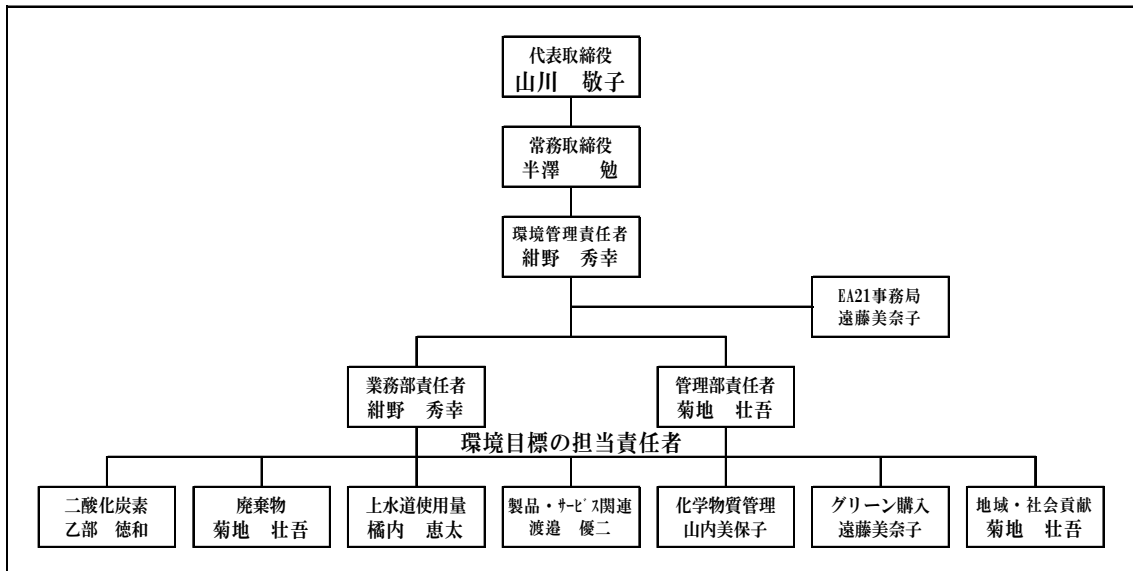 代表取締役
山川　敬子
常務取締役
半澤　　勉
環境管理責任者
紺野　秀幸
EA21事務局
遠藤美奈子
業務部責任者
紺野　秀幸
管理部責任者
菊地　壮吾
環境目標の担当責任者
二酸化炭素
乙部　徳和
廃棄物
菊地　壮吾
上水道使用量
橘内　恵太
製品・ｻｰﾋﾞｽ関連
渡邉　優二
化学物質管理
山内美保子
グリーン購入
遠藤美奈子
地域・社会貢献
菊地　壮吾